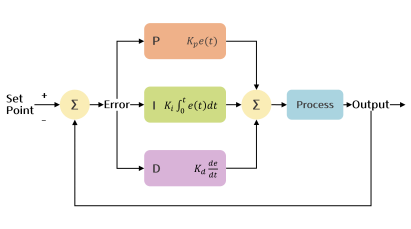 P K_p e(t)
Set Point
+
−
Σ
Error
I K_i ∫_0^t e(t)dt
Σ
Process
Output
D K_d de/dt